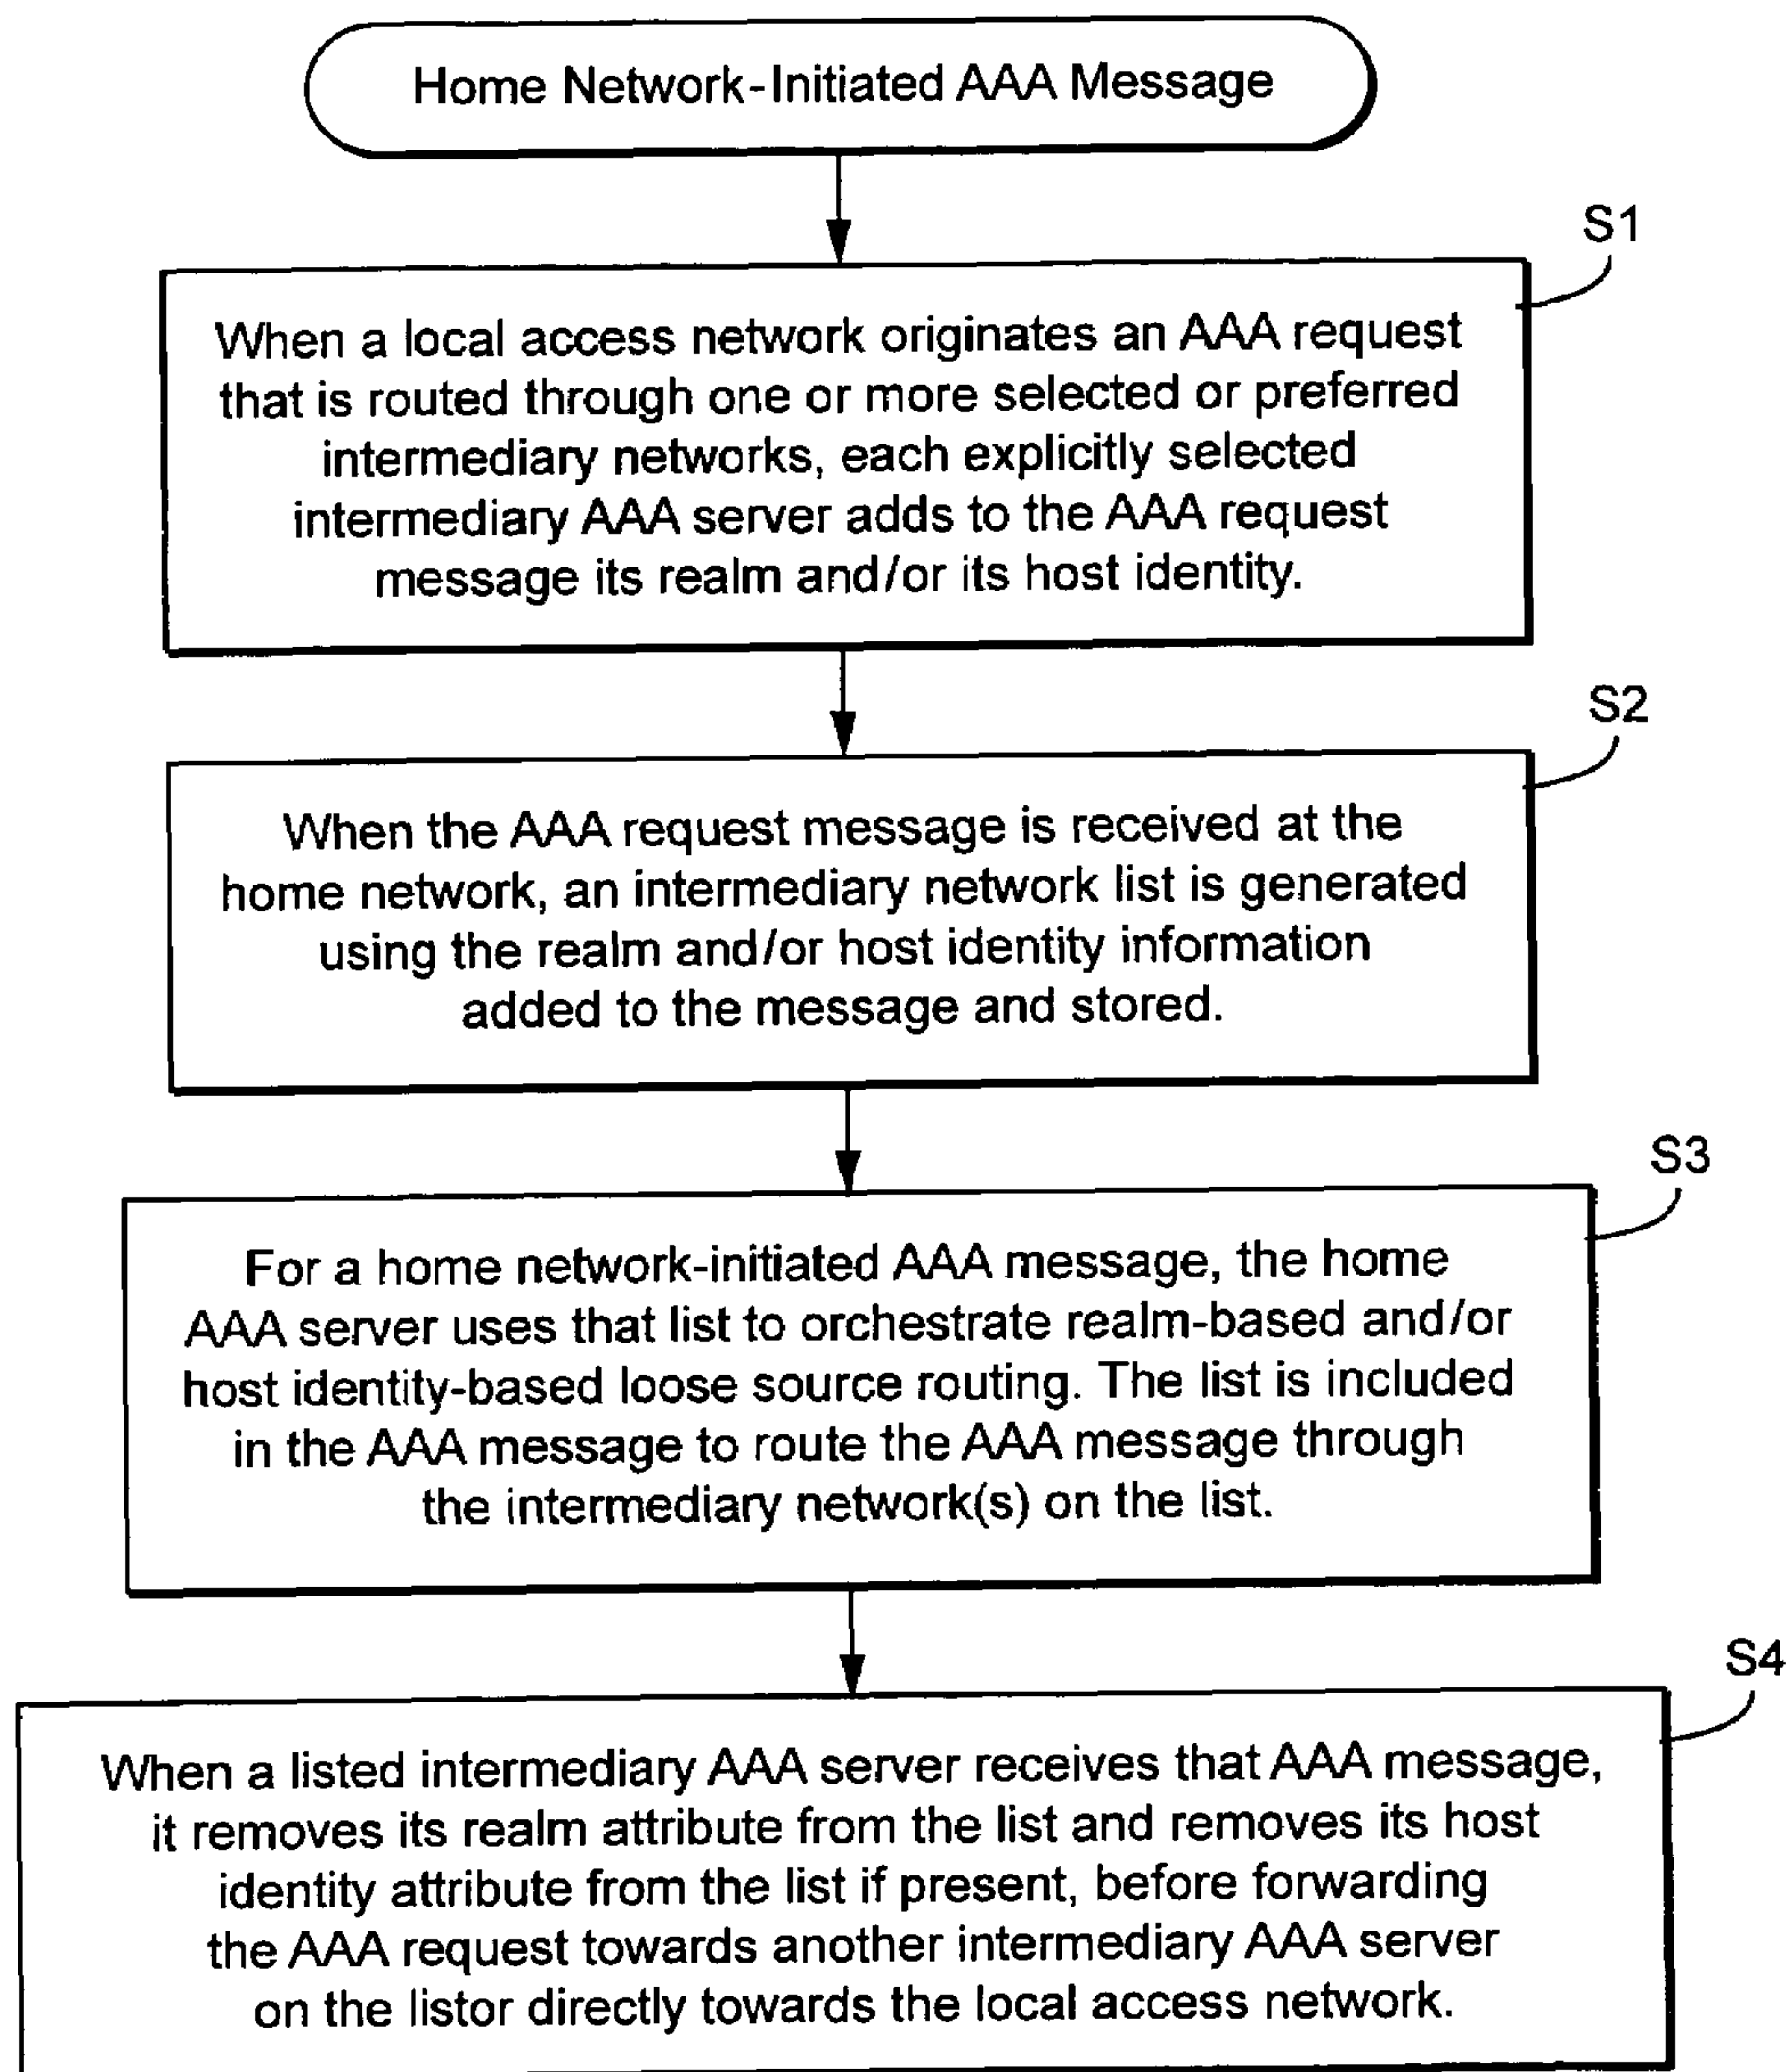 Home Network-Initiated AAA Message
S1
When a local access network originates an AAA request
that is routed through one or more selected or preferred
intermediary networks, each explicitly selected
intermediary AAA server adds to the AAA request
message its realm and/or its host identity.
S2
When the AAA request message is received at the
home network, an intermediary network list is generated
using the realm and/or host identity information
added to the message and stored.
S3
For a home network-initiated AAA message, the home
AAA server uses that list to orchestrate realm-based and/or
host identity-based loose source routing. The list is included
in the AAA message to route the AAA message through
the intermediary network(s) on the list.
S4
When a listed intermediary AAA server receives that AAA message,
it removes its realm attribute from the list and removes its host
identity attribute from the list if present, before forwarding
the AAA request towards another intermediary AAA server
on the listor directly towards the local access network.